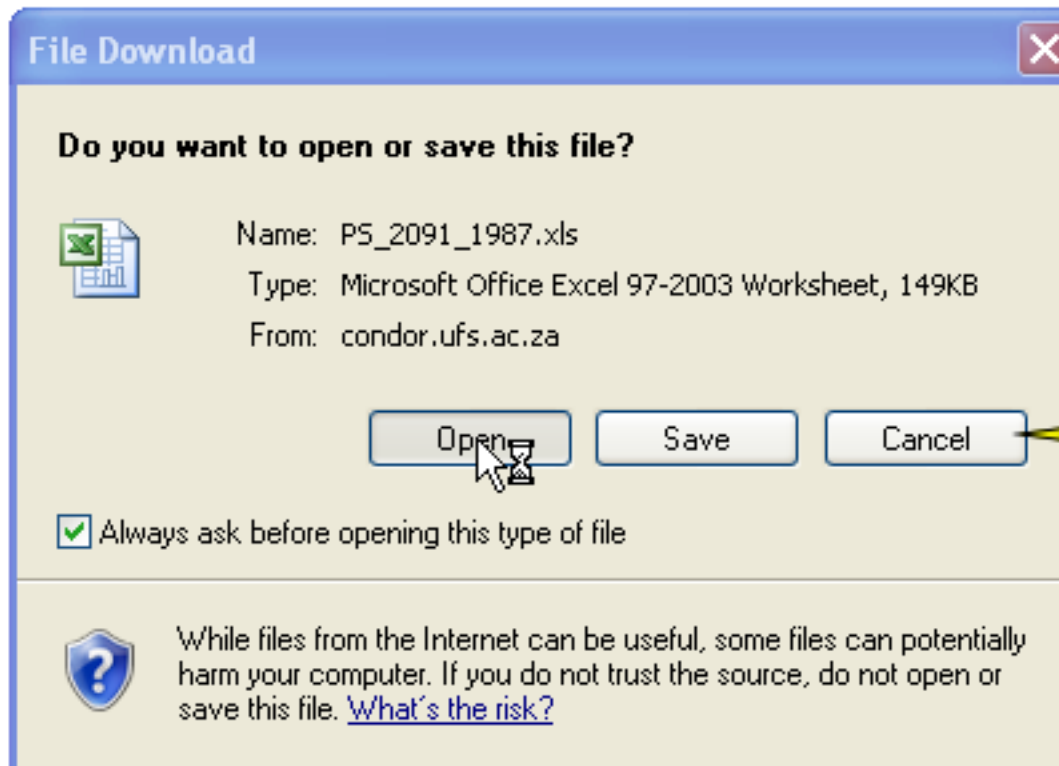 File Download
Do you want to open or save this file?
Name: PS_2091_1987.xls
Type: Microsoft Office Excel 97-2003 Worksheet, 149KB
From: condor.ufs.ac.za
Open Save Cancel
Always ask before opening this type of file
While files from the Internet can be useful, some files can potentially
harm your computer. If you do not trust the source, do not open or
save this file. What's the risk?